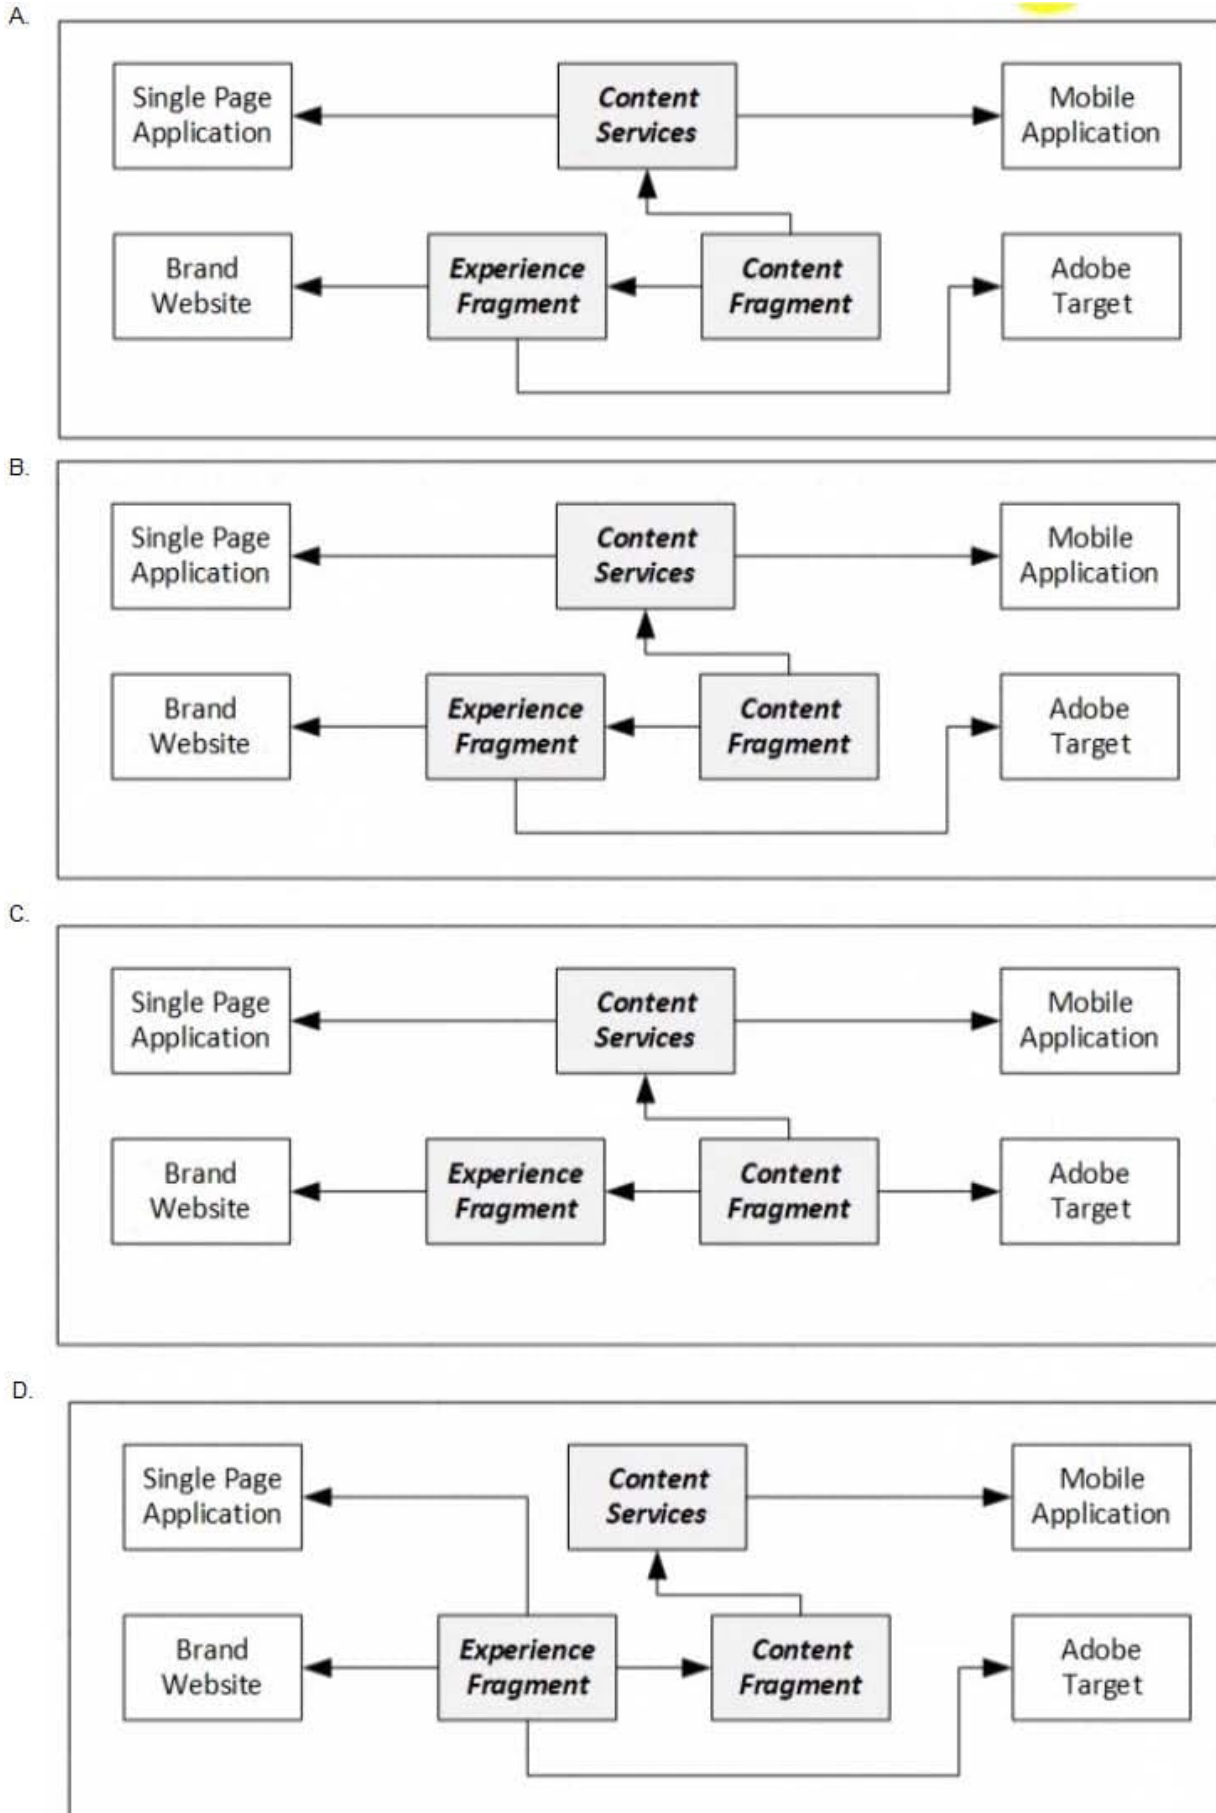 A.
Single Page
Application
Content
Services
Mobile
Application
Brand
Website
Experience
Fragment
Content
Fragment
Adobe
Target
B.
Single Page
Application
Content
Services
Mobile
Application
Brand
Website
Experience
Fragment
Content
Fragment
Adobe
Target
C.
Single Page
Application
Content
Services
Mobile
Application
Brand
Website
Experience
Fragment
Content
Fragment
Adobe
Target
D.
Single Page
Application
Content
Services
Mobile
Application
Brand
Website
Experience
Fragment
Content
Fragment
Adobe
Target